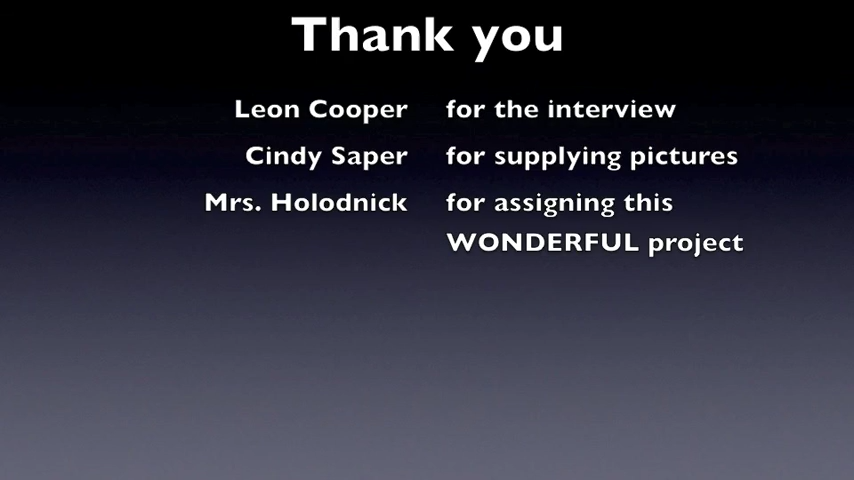 Thank you
Leon Cooper for the interview
Cindy Saper for supplying pictures
Mrs. Holodnick for assigning this
WONDERFUL project